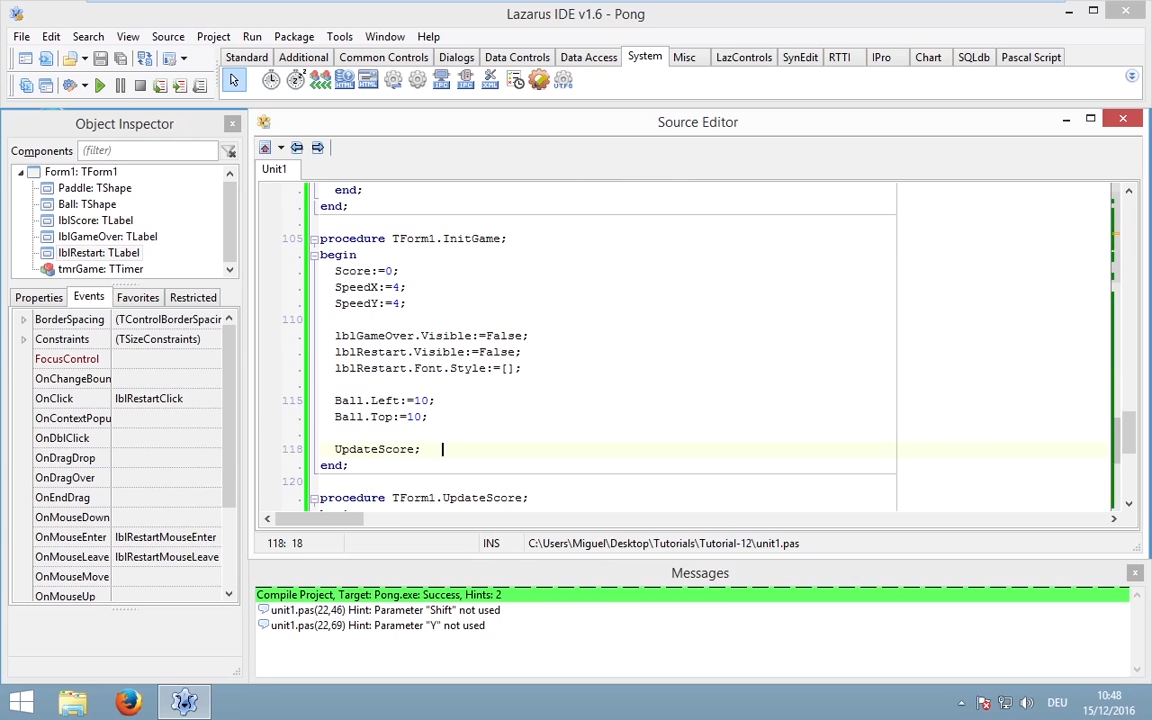 Lazarus IDE v1.6 - Pong
File Edit Search View Source Project Run Package Tools Window Help
Standard Additional Common Controls Dialogs Data Controls Data Access System Misc LazControls SynEdit RTTI IPro Chart SQLdb Pascal Script
Object Inspector
Components (filter)
Form1: TForm1
Paddle: TShape
Ball: TShape
lblScore: TLabel
lblGameOver: TLabel
lblRestart: TLabel
tmrGame: TTimer
Properties Events Favorites Restricted
BorderSpacing (TControlBorderSpacir
Constraints (TSizeConstraints)
FocusControl
OnChangeBoun
OnClick lblRestartClick
OnContextPopu
OnDblClick
OnDragDrop
OnDragOver
OnEndDrag
OnMouseDown
OnMouseEnter lblRestartMouseEnter
OnMouseLeave lblRestartMouseLeave
OnMouseMove
OnMouseUp
Source Editor
Unit1
end;
end;
105 procedure TForm1.InitGame;
begin
Score:=0;
SpeedX:=4;
SpeedY:=4;
110
lblGameOver.Visible:=False;
lblRestart.Visible:=False;
lblRestart.Font.Style:=[];
115 Ball.Left:=10;
Ball.Top:=10;
118 UpdateScore;
end;
120
procedure TForm1.UpdateScore;
118: 18 INS C:\Users\Miguel\Desktop\Tutorials\Tutorial-12\unit1.pas
Messages
Compile Project, Target: Pong.exe: Success, Hints: 2
unit1.pas(22,46) Hint: Parameter "Shift" not used
unit1.pas(22,69) Hint: Parameter "Y" not used
DEU
10:48
15/12/2016